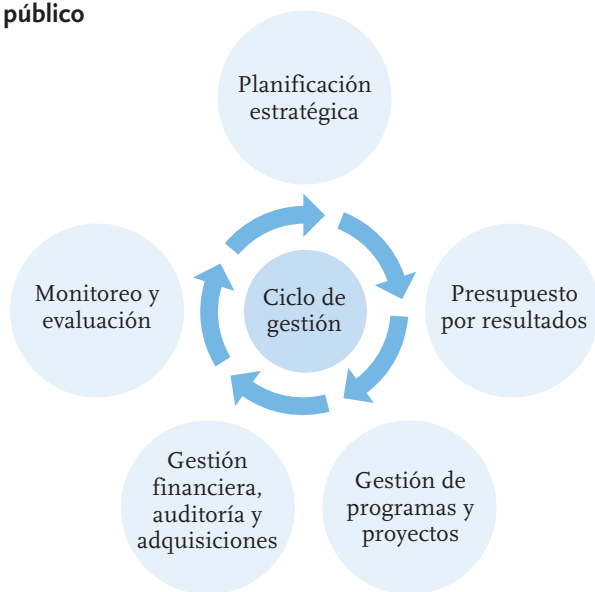 público
Planificación
estratégica
Monitoreo y
evaluación
Ciclo de
gestión
Presupuesto
por resultados
Gestión
financiera,
auditoría y
adquisiciones
Gestión de
programas y
proyectos